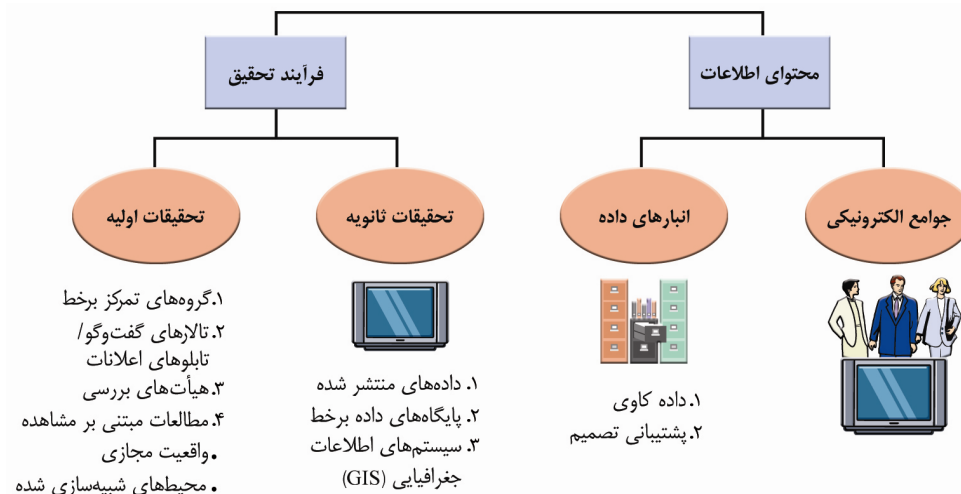 محتوای اطلاعات
فرآیند تحقیق
جوامع الکترونیکی
انبارهای داده
تحقیقات ثانویه
تحقیقات اولیه
۱.داده کاوی
۲.پشتیبانی تصمیم
۱. داده‌های منتشر شده
۲. پایگاه‌های داده برخط
۳. سیستم‌های اطلاعات
جغرافیایی (GIS)
۱.گروه‌های تمرکز برخط
۲.تالارهای گفت‌وگو/
تابلوهای اعلانات
۳.هیأت‌های بررسی
۴.مطالعات مبتنی بر مشاهده
• واقعیت مجازی
• محیط‌های شبیه‌سازی شده